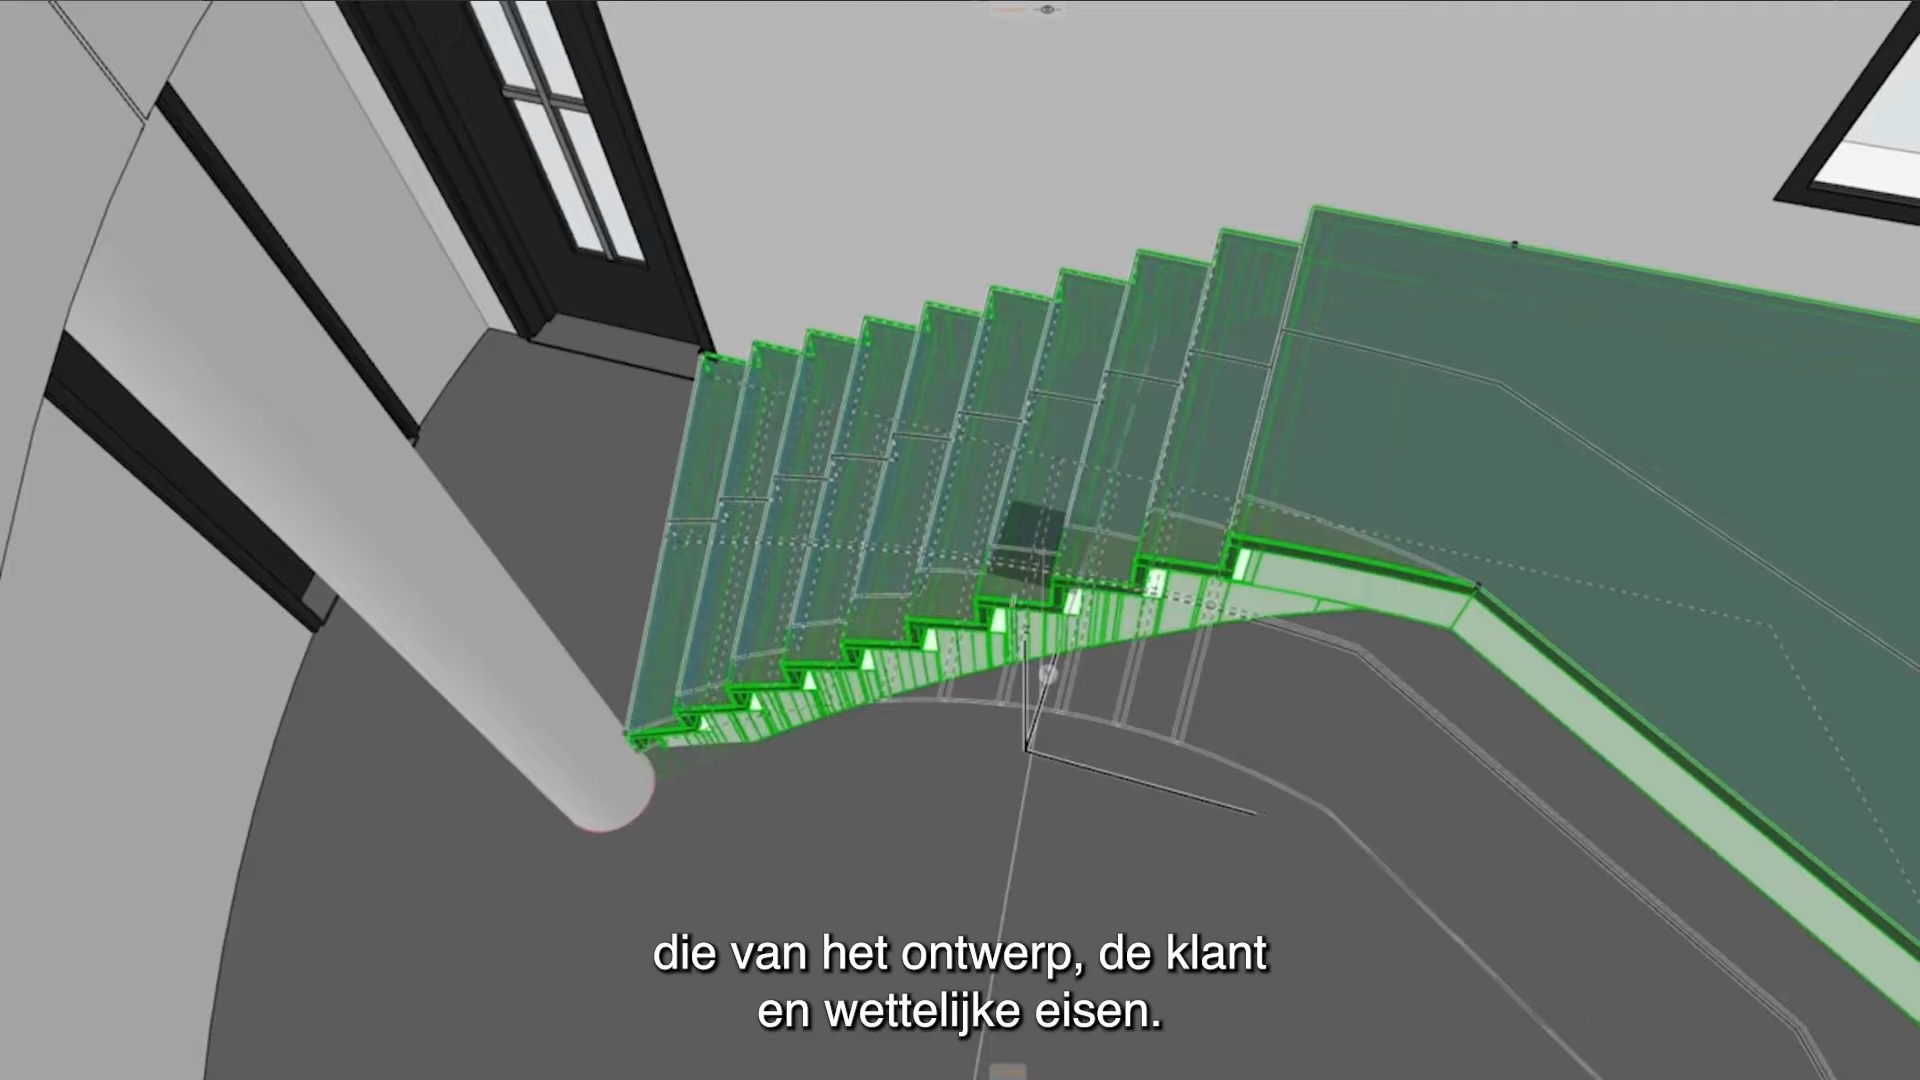 die van het ontwerp, de klant
en wettelijke eisen.